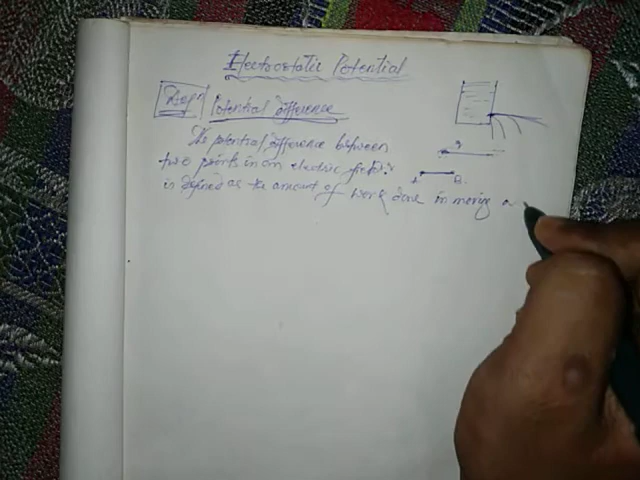 Electrostatic Potential
Defn Potential difference
The potential difference between
two points in an electric field
is defined as the amount of work done in moving a
A B